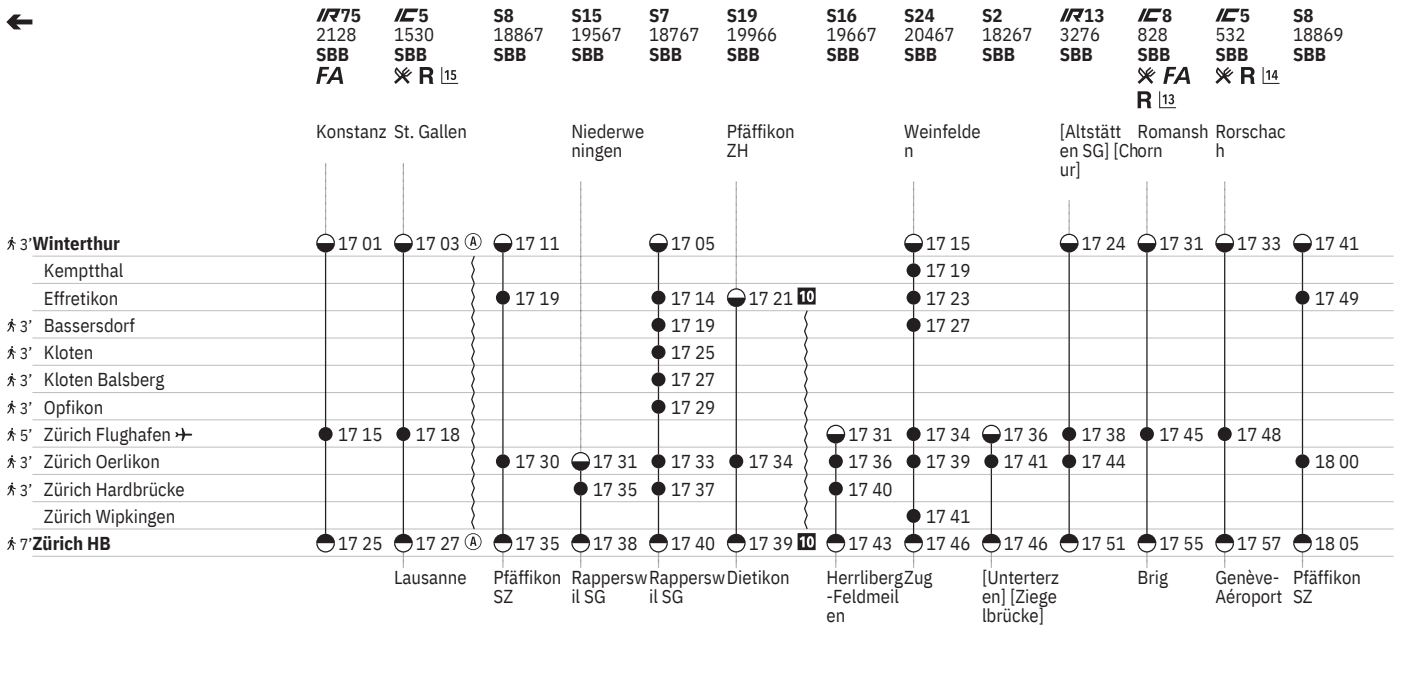 IR75 IC5 S8 S15 S7 S19 S16 S24 S2 IR13 IC8 IC5 S8
2128 1530 18867 19567 18767 19966 19667 20467 18267 3276 828 532 18869
SBB SBB SBB SBB SBB SBB SBB SBB SBB SBB SBB SBB SBB
FA R 15 FA R 14
R 13
Konstanz St. Gallen Niederwe Pfäffikon Weinfelde [Altstätt Romansh Rorschac
ningen ZH n en SG] [Ch orn h
ur]
3' Winterthur 17 01 17 03 A 17 11 17 05 17 15 17 24 17 31 17 33 17 41
Kemptthal 17 19
Effretikon 17 19 17 14 17 21 10 17 23 17 49
3' Bassersdorf 17 19 17 27
3' Kloten 17 25
3' Kloten Balsberg 17 27
3' Opfikon 17 29
5' Zürich Flughafen 17 15 17 18 17 31 17 34 17 36 17 38 17 45 17 48
3' Zürich Oerlikon 17 30 17 31 17 33 17 34 17 36 17 39 17 41 17 44 18 00
3' Zürich Hardbrücke 17 35 17 37 17 40
Zürich Wipkingen 17 41
7' Zürich HB 17 25 17 27 A 17 35 17 38 17 40 17 39 10 17 43 17 46 17 46 17 51 17 55 17 57 18 05
Lausanne Pfäffikon Rappersw Rappersw Dietikon Herrliberg Zug [Unterterz Brig Genève- Pfäffikon
SZ il SG il SG -Feldmeil en] [Ziege Aéroport SZ
en lbrücke]